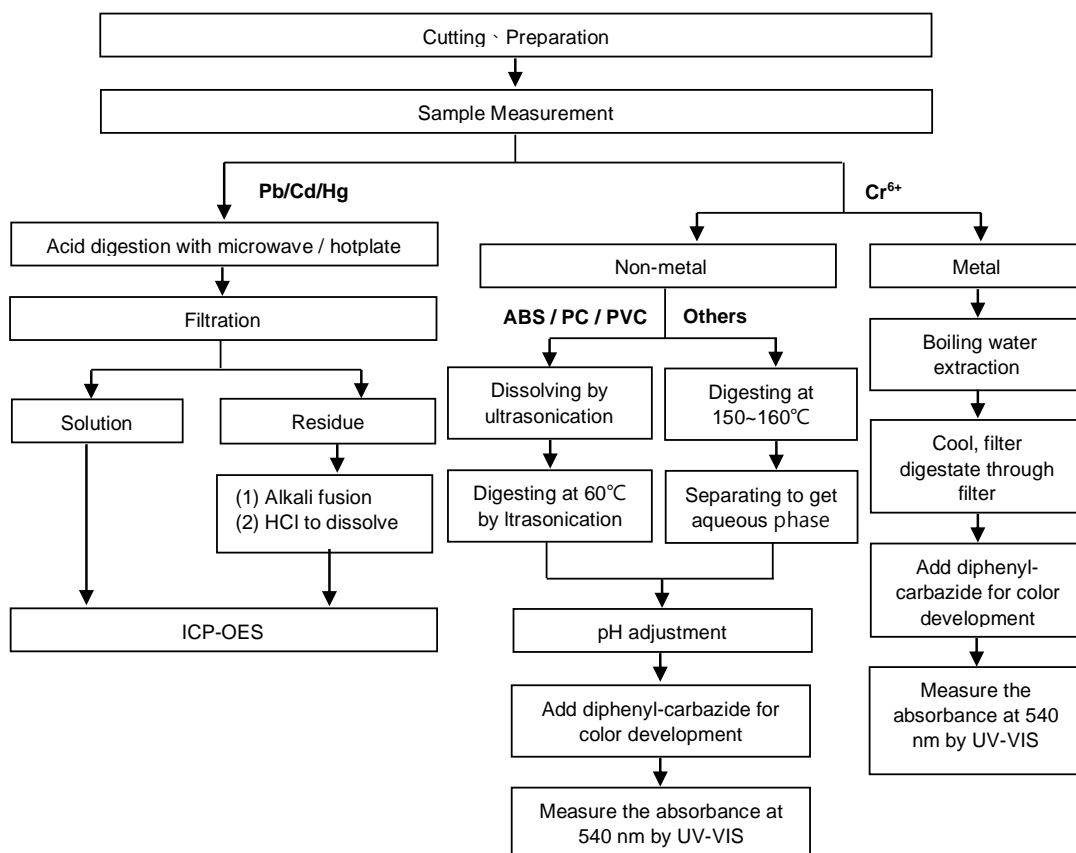 Cutting、Preparation
Sample Measurement
Pb/Cd/Hg
Cr⁶⁺
Acid digestion with microwave / hotplate
Non-metal
Metal
Filtration
ABS / PC / PVC
Others
Boiling water
extraction
Solution
Residue
Dissolving by
ultrasonication
Digesting at
150~160℃
Cool, filter
digestate through
filter
(1) Alkali fusion
(2) HCl to dissolve
Digesting at 60℃
by ltrasonication
Separating to get
aqueous phase
Add diphenyl-
carbazide for color
development
ICP-OES
pH adjustment
Measure the
absorbance at 540
nm by UV-VIS
Add diphenyl-carbazide for
color development
Measure the absorbance at
540 nm by UV-VIS